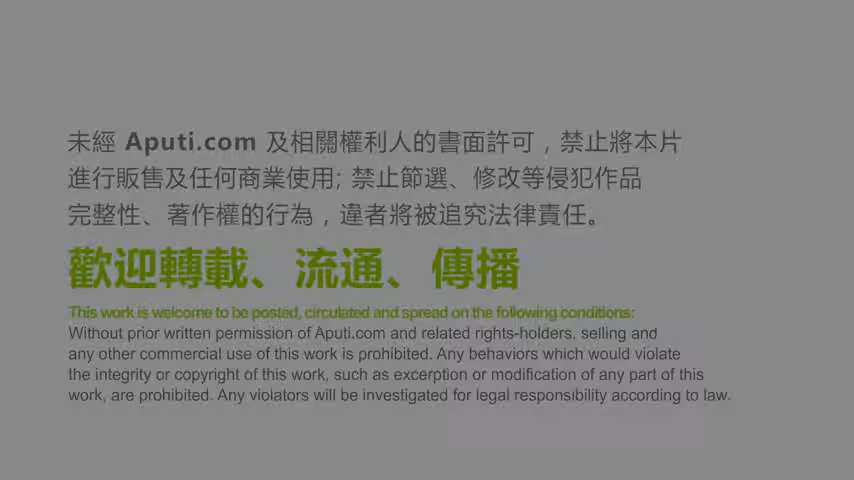 未經 Aputi.com 及相關權利人的書面許可，禁止將本片
進行販售及任何商業使用; 禁止節選、修改等侵犯作品
完整性、著作權的行為，違者將被追究法律責任。
歡迎轉載、流通、傳播
This work is welcome to be posted, circulated and spread on the following conditions:
Without prior written permission of Aputi.com and related rights-holders, selling and
any other commercial use of this work is prohibited. Any behaviors which would violate
the integrity or copyright of this work, such as excerption or modification of any part of this
work, are prohibited. Any violators will be investigated for legal responsibility according to law.